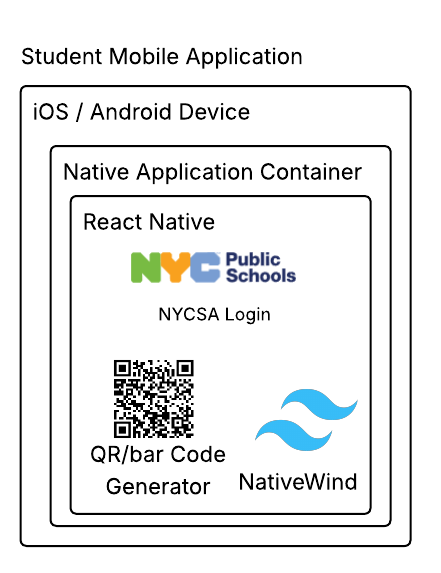 Student Mobile Application
iOS / Android Device
Native Application Container
React Native
NYC Public
Schools
NYCSA Login
QR/bar Code
Generator
NativeWind